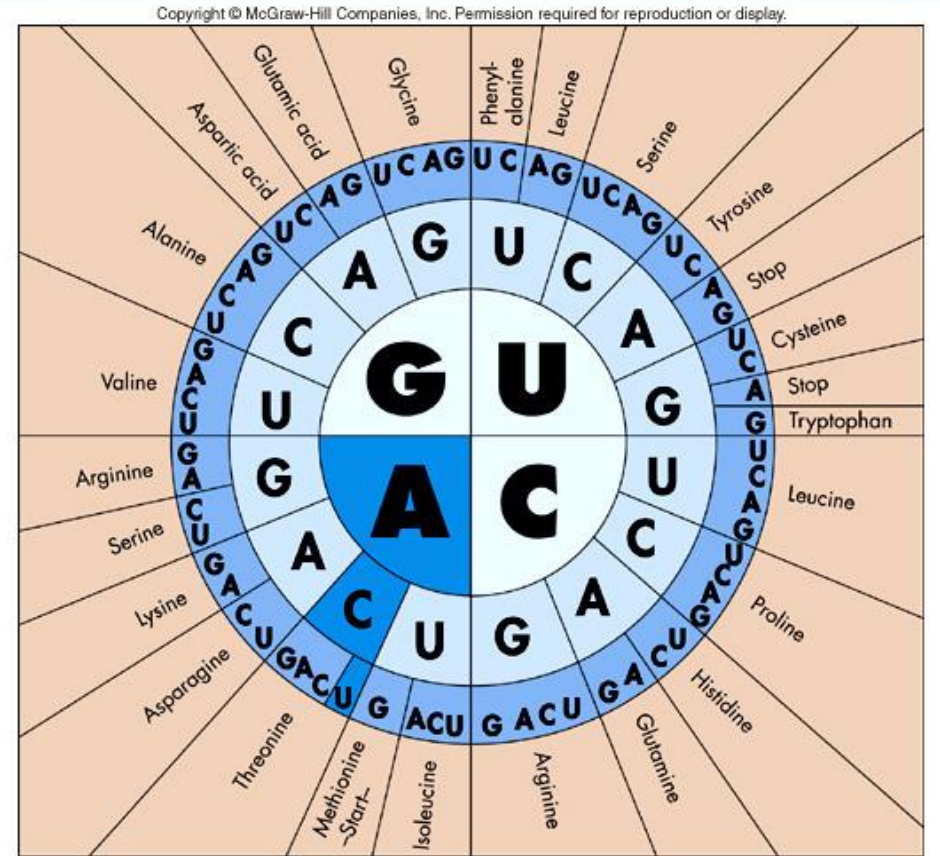 Copyright © McGraw-Hill Companies, Inc. Permission required for reproduction or display.
Phenyl-
alanine
Leucine
Serine
Tyrosine
Stop
Cysteine
Stop
Tryptophan
Leucine
Proline
Histidine
Glutamine
Arginine
Isoleucine
Methionine
–Start–
Threonine
Asparagine
Lysine
Serine
Arginine
Valine
Alanine
Aspartic acid
Glutamic acid
Glycine
U C
A G
U C A G
U C
A G
U C
A
G
U C A G
U C A G
U C
A G
U C A G
U C A
G
U C A G
U C
A G
U C
A G
U C A G
U C A G
U C
A G
U C A G
U
C
A
G
U
C
A
G
U
C
A
G
U
C
A
G
G U
A C